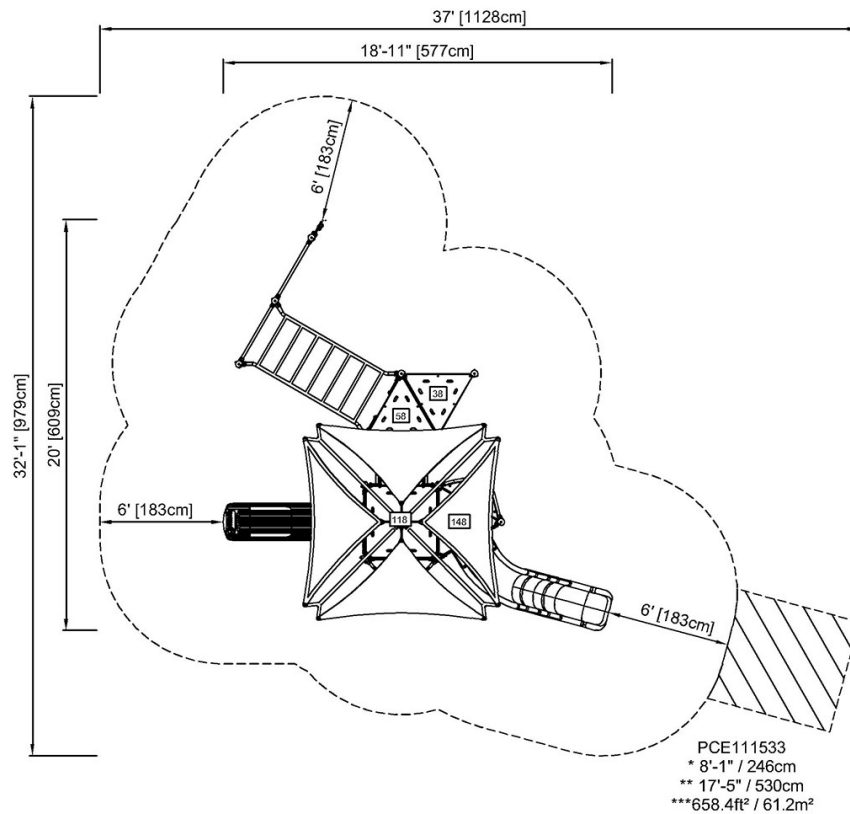 37' [1128cm]
18'-11" [577cm]
6' [183cm]
32'-1" [979cm]
20' [609cm]
38
58
6' [183cm]
118
148
6' [183cm]
PCE111533
* 8'-1" / 246cm
** 17'-5" / 530cm
***658.4ft² / 61.2m²